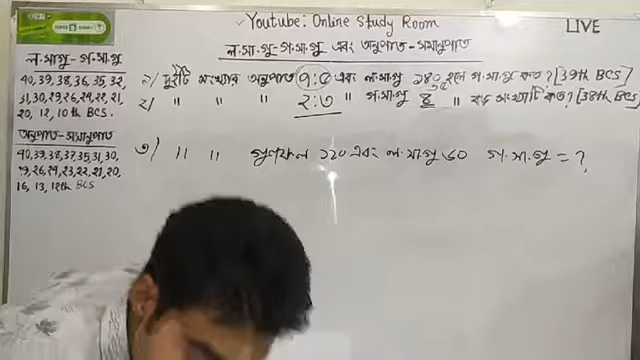 Youtube: Online Study Room
LIVE
ল.সা.গু-গ.সা.গু এবং অনুপাত-সমানুপাত
ল.সাগু-গ.সা.গু
40, 39, 38, 36, 35, 32,
31, 30, 29, 26, 24, 22, 21,
20, 12, 10th BCS.
অনুপাত-সমানুপাত
40, 39, 38, 37, 35, 31, 30,
29, 26, 24, 23, 22, 21, 20,
16, 13, 12th BCS
১) দুইটি সংখ্যার অনুপাত ৭:৫ এবং ল.সাগু ১৪০ হলে গ.সা.গু কত? [39th BCS]
২) " " " ২:৩ " গ.সা.গু ৪ " বড় সংখ্যাটি কত? [38th BCS]
৩) " " গুণফল ১২০ এবং ল.সা.গু ৬০ গ.সা.গু = ?